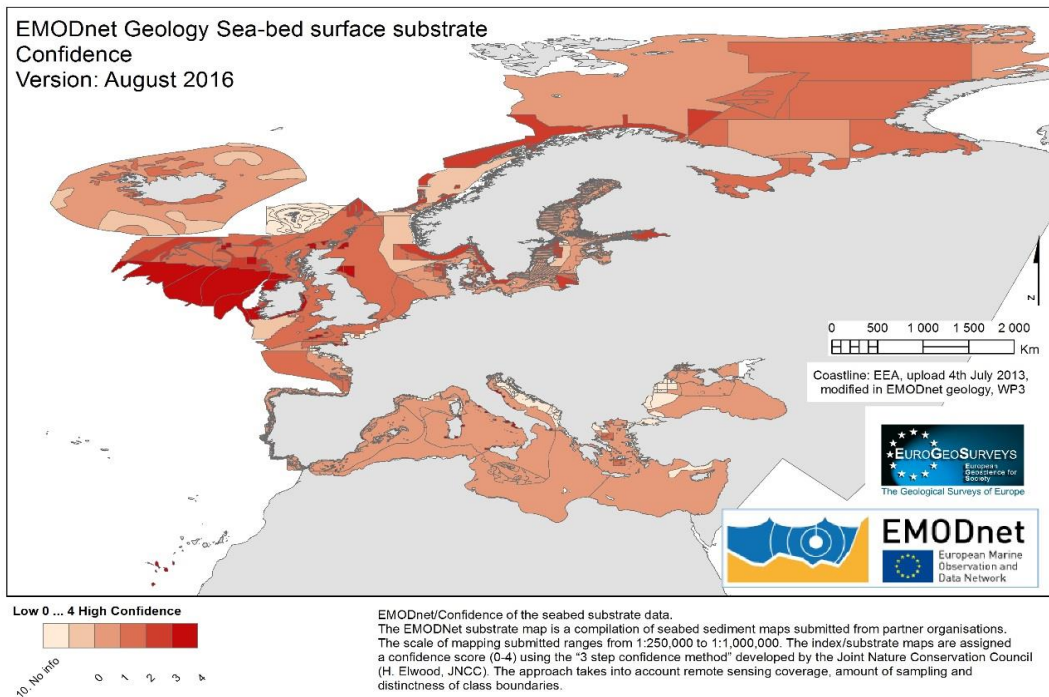 EMODnet Geology Sea-bed surface substrate
Confidence
Version: August 2016
N
0 500 1 000 1 500 2 000
Km
Coastline: EEA, upload 4th July 2013,
modified in EMODnet geology, WP3
EUROGEOSURVEYS
European
Geoscience for
Society
The Geological Surveys of Europe
EMODnet
European Marine
Observation and
Data Network
Low 0 ... 4 High Confidence
10. No info
0 1 2 3 4
EMODnet/Confidence of the seabed substrate data.
The EMODNet substrate map is a compilation of seabed sediment maps submitted from partner organisations.
The scale of mapping submitted ranges from 1:250,000 to 1:1,000,000. The index/substrate maps are assigned
a confidence score (0-4) using the “3 step confidence method” developed by the Joint Nature Conservation Council
(H. Elwood, JNCC). The approach takes into account remote sensing coverage, amount of sampling and
distinctness of class boundaries.